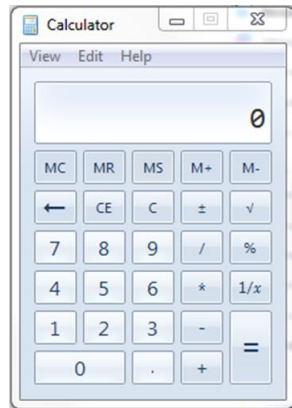 Calculator
View Edit Help
0
MC MR MS M+ M-
← CE C ± √
7 8 9 / %
4 5 6 * 1/x
1 2 3 - =
0 . +